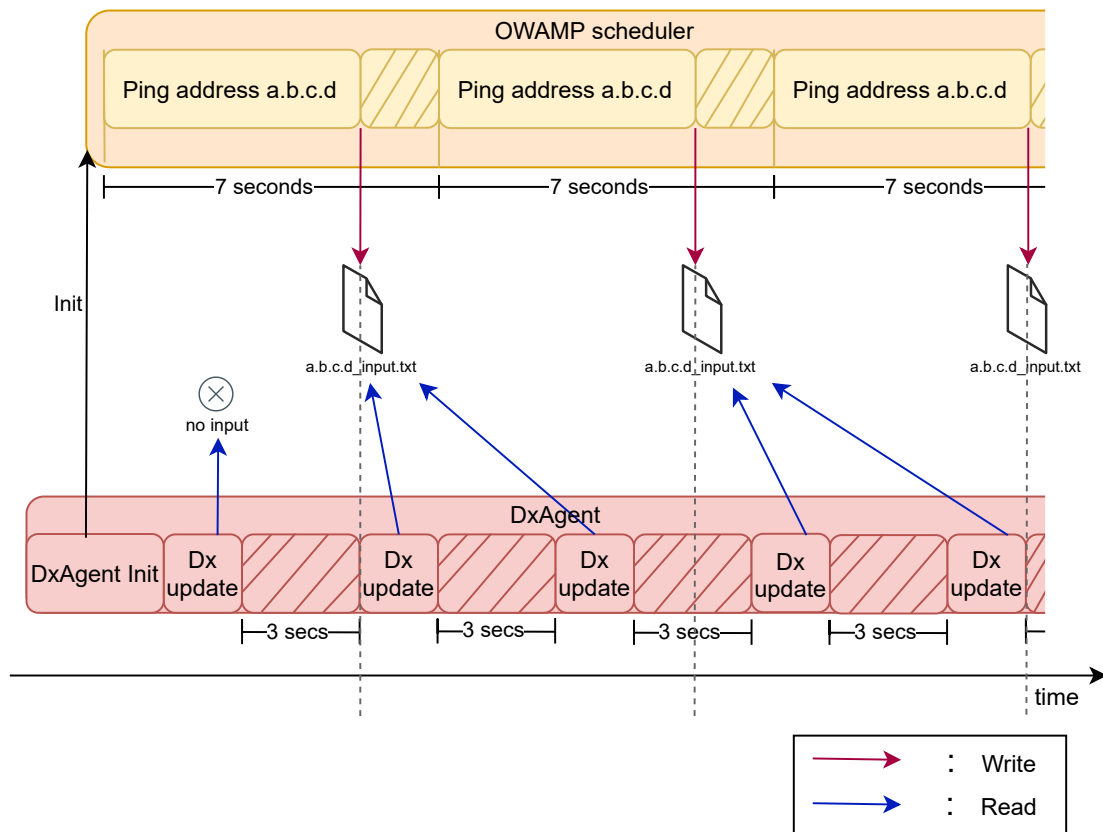 OWAMP scheduler
Ping address a.b.c.d
Ping address a.b.c.d
Ping address a.b.c.d
7 seconds
7 seconds
7 seconds
Init
a.b.c.d_input.txt
a.b.c.d_input.txt
a.b.c.d_input.txt
no input
DxAgent
DxAgent Init
Dx
update
Dx
update
Dx
update
Dx
update
Dx
update
3 secs
3 secs
3 secs
3 secs
time
: Write
: Read